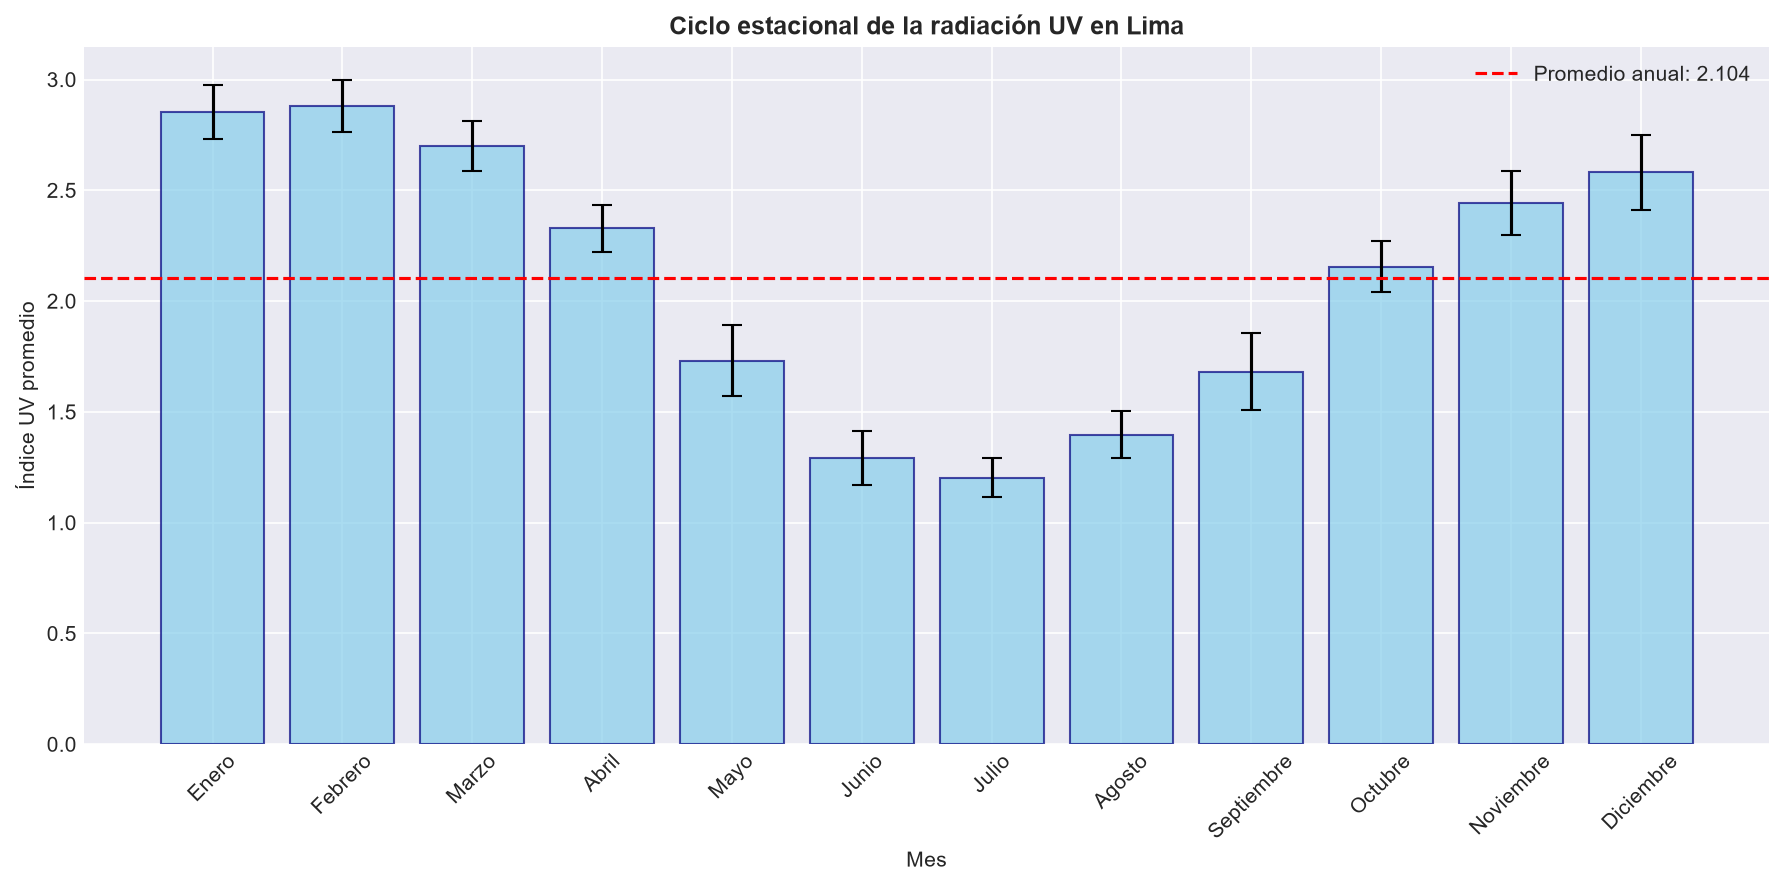 Ciclo estacional de la radiación UV en Lima
Promedio anual: 2.104
Índice UV promedio
3.0
2.5
2.0
1.5
1.0
0.5
0.0
Enero
Febrero
Marzo
Abril
Mayo
Junio
Julio
Agosto
Septiembre
Octubre
Noviembre
Diciembre
Mes